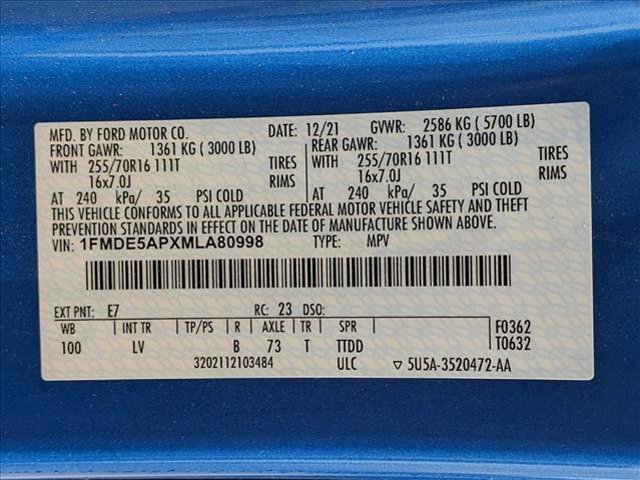 MFD. BY FORD MOTOR CO. DATE: 12/21 GVWR: 2586 KG ( 5700 LB)
FRONT GAWR: 1361 KG ( 3000 LB) REAR GAWR: 1361 KG ( 3000 LB)
WITH 255/70R16 111T TIRES WITH 255/70R16 111T TIRES
16x7.0J RIMS 16x7.0J RIMS
AT 240 kPa/ 35 PSI COLD AT 240 kPa/ 35 PSI COLD
THIS VEHICLE CONFORMS TO ALL APPLICABLE FEDERAL MOTOR VEHICLE SAFETY AND THEFT
PREVENTION STANDARDS IN EFFECT ON THE DATE OF MANUFACTURE SHOWN ABOVE.
VIN: 1FMDE5APXMLA80998 TYPE: MPV
EXT PNT: E7 RC: 23 DSO:
WB INT TR TP/PS R AXLE TR SPR F0362
100 LV B 73 T TTDD T0632
3202112103484 ULC ▽ 5U5A-3520472-AA